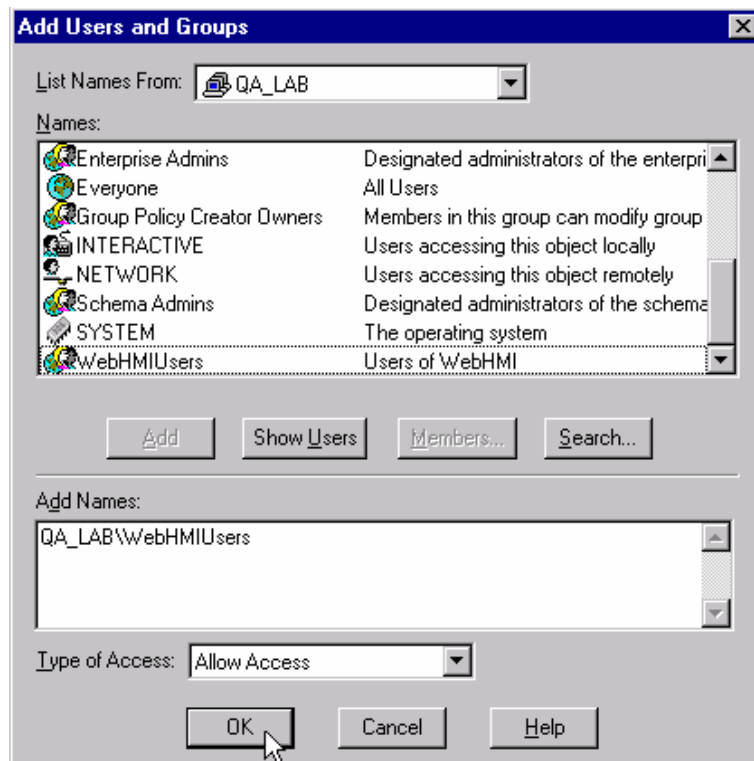 Add Users and Groups
List Names From: QA_LAB
Names:
Enterprise Admins Designated administrators of the enterpri
Everyone All Users
Group Policy Creator Owners Members in this group can modify group
INTERACTIVE Users accessing this object locally
NETWORK Users accessing this object remotely
Schema Admins Designated administrators of the schema
SYSTEM The operating system
WebHMIUsers Users of WebHMI
Add Show Users Members... Search...
Add Names:
QA_LAB\WebHMIUsers
Type of Access: Allow Access
OK Cancel Help